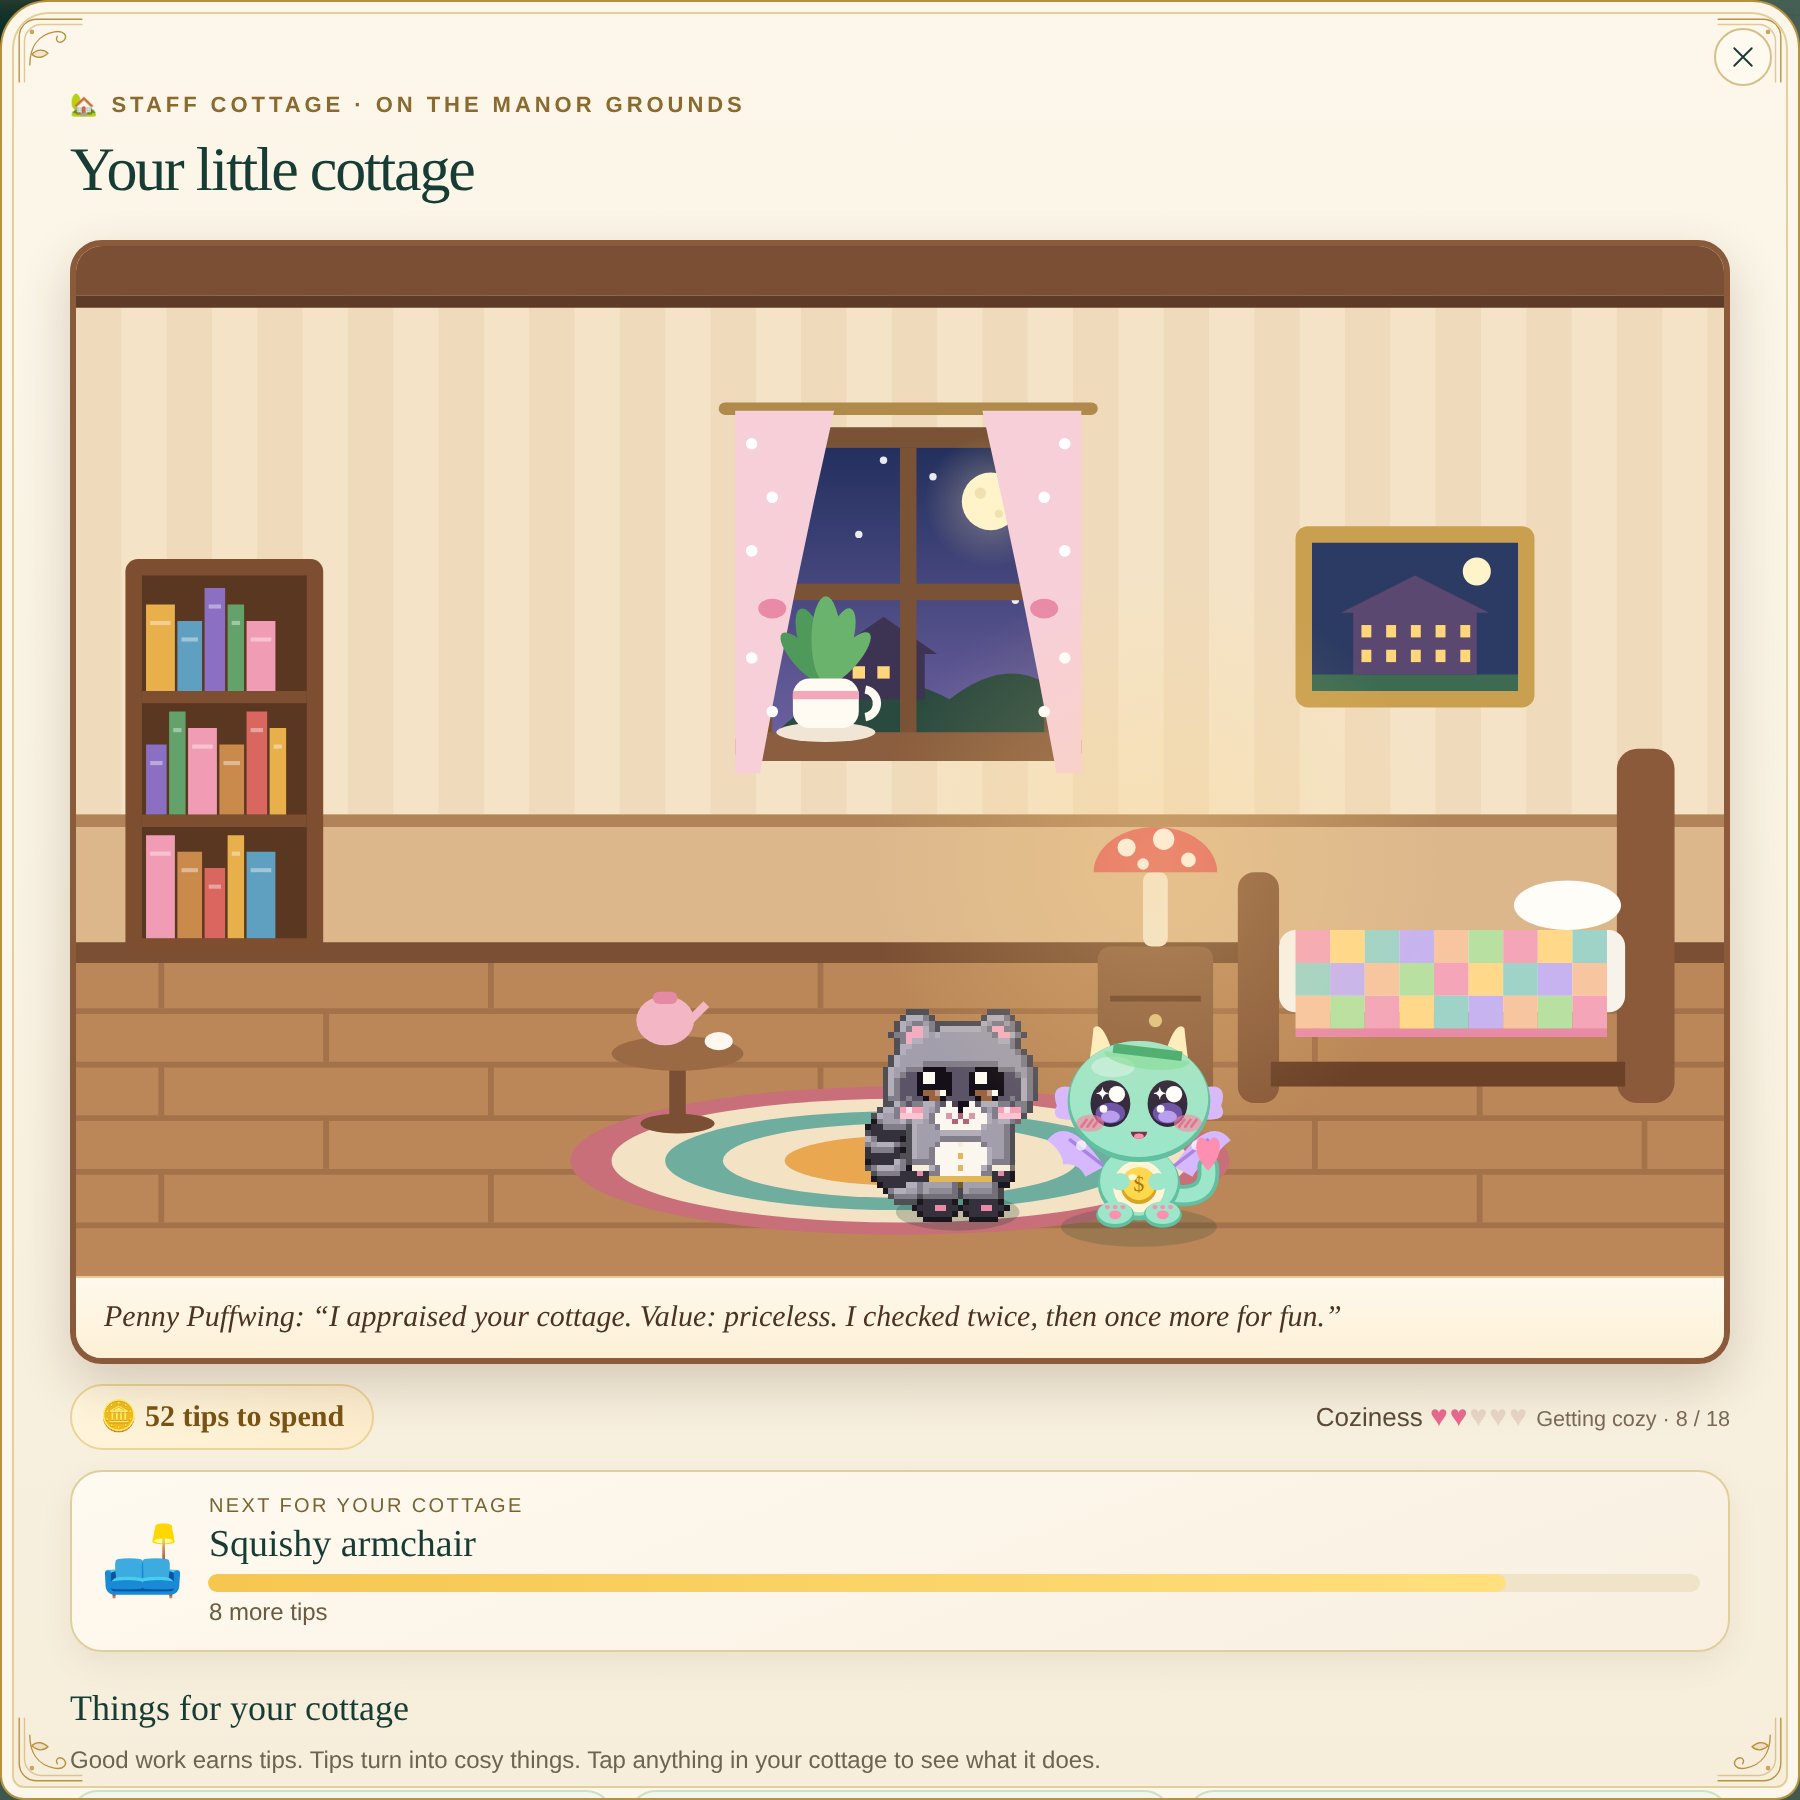 STAFF COTTAGE · ON THE MANOR GROUNDS
Your little cottage
$
Penny Puffwing: “I appraised your cottage. Value: priceless. I checked twice, then once more for fun.”
52 tips to spend
Coziness ♥♥♥♥♥ Getting cozy · 8 / 18
NEXT FOR YOUR COTTAGE
Squishy armchair
8 more tips
Things for your cottage
Good work earns tips. Tips turn into cosy things. Tap anything in your cottage to see what it does.